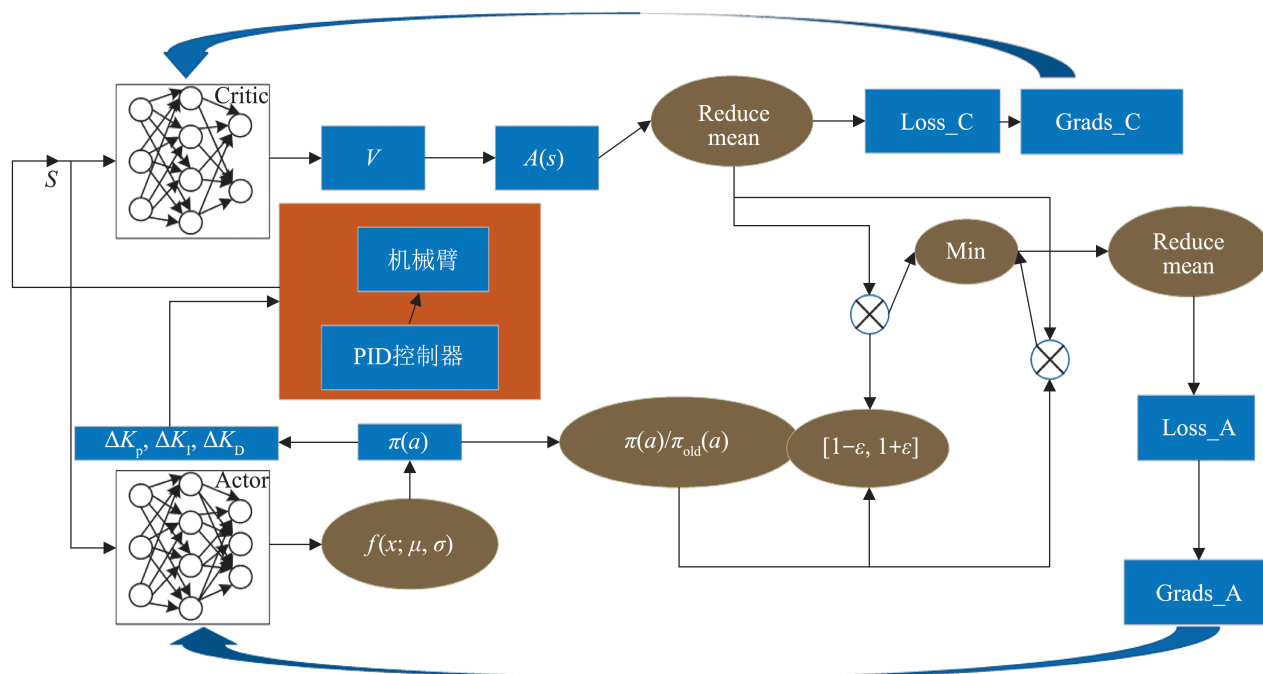 Critic
Reduce
mean
Loss_C
Grads_C
S
V
A(s)
机械臂
Min
Reduce
mean
PID控制器
ΔKp, ΔKI, ΔKD
π(a)
π(a)/πold(a)
[1−ε, 1+ε]
Loss_A
Actor
f(x; μ, σ)
Grads_A